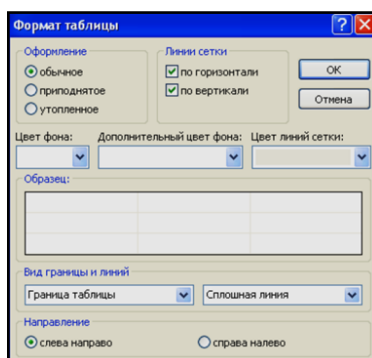 Формат таблицы
Оформление
обычное
приподнятое
утопленное
Линии сетки
по горизонтали
по вертикали
OK
Отмена
Цвет фона:
Дополнительный цвет фона:
Цвет линий сетки:
Образец:
Вид границы и линий
Граница таблицы
Сплошная линия
Направление
слева направо
справа налево